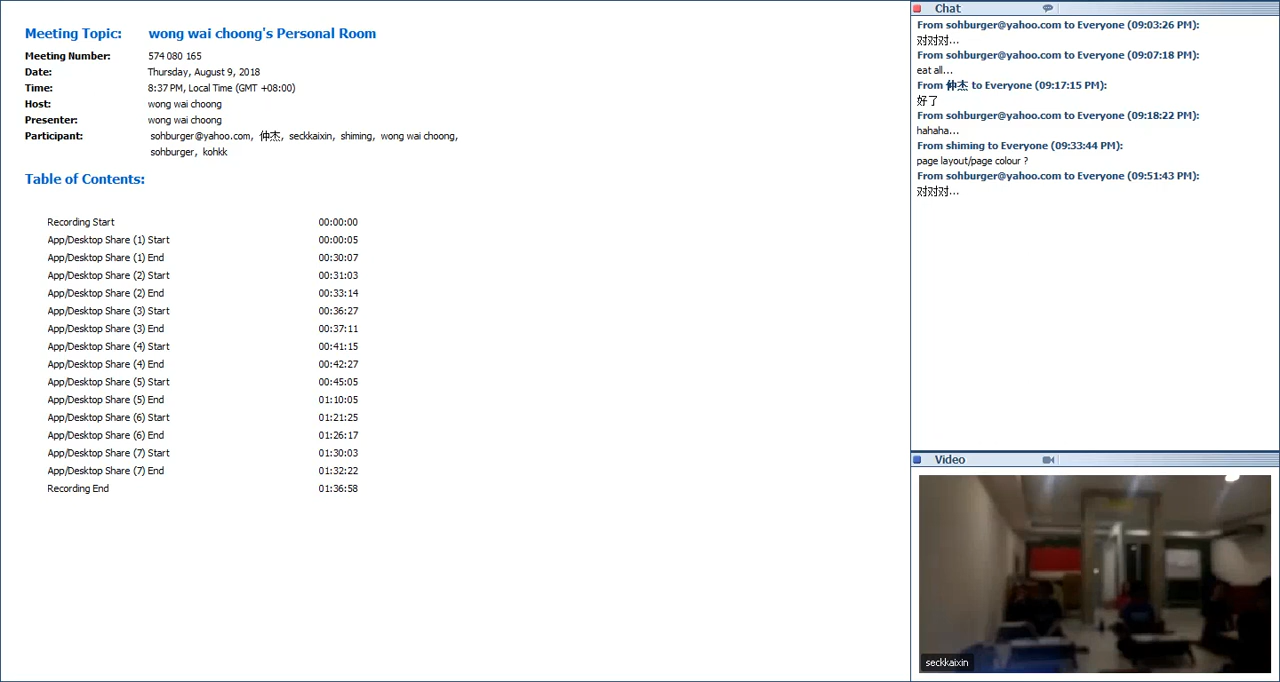 Meeting Topic: wong wai choong's Personal Room
Meeting Number: 574 080 165
Date: Thursday, August 9, 2018
Time: 8:37 PM, Local Time (GMT +08:00)
Host: wong wai choong
Presenter: wong wai choong
Participant: sohburger@yahoo.com, 仲杰, seckkaixin, shiming, wong wai choong,
sohburger, kohkk
Table of Contents:
Recording Start 00:00:00
App/Desktop Share (1) Start 00:00:05
App/Desktop Share (1) End 00:30:07
App/Desktop Share (2) Start 00:31:03
App/Desktop Share (2) End 00:33:14
App/Desktop Share (3) Start 00:36:27
App/Desktop Share (3) End 00:37:11
App/Desktop Share (4) Start 00:41:15
App/Desktop Share (4) End 00:42:27
App/Desktop Share (5) Start 00:45:05
App/Desktop Share (5) End 01:10:05
App/Desktop Share (6) Start 01:21:25
App/Desktop Share (6) End 01:26:17
App/Desktop Share (7) Start 01:30:03
App/Desktop Share (7) End 01:32:22
Recording End 01:36:58
Chat
From sohburger@yahoo.com to Everyone (09:03:26 PM):
对对对...
From sohburger@yahoo.com to Everyone (09:07:18 PM):
eat all...
From 仲杰 to Everyone (09:17:15 PM):
好了
From sohburger@yahoo.com to Everyone (09:18:22 PM):
hahaha...
From shiming to Everyone (09:33:44 PM):
page layout/page colour ?
From sohburger@yahoo.com to Everyone (09:51:43 PM):
对对对...
Video
seckkaixin